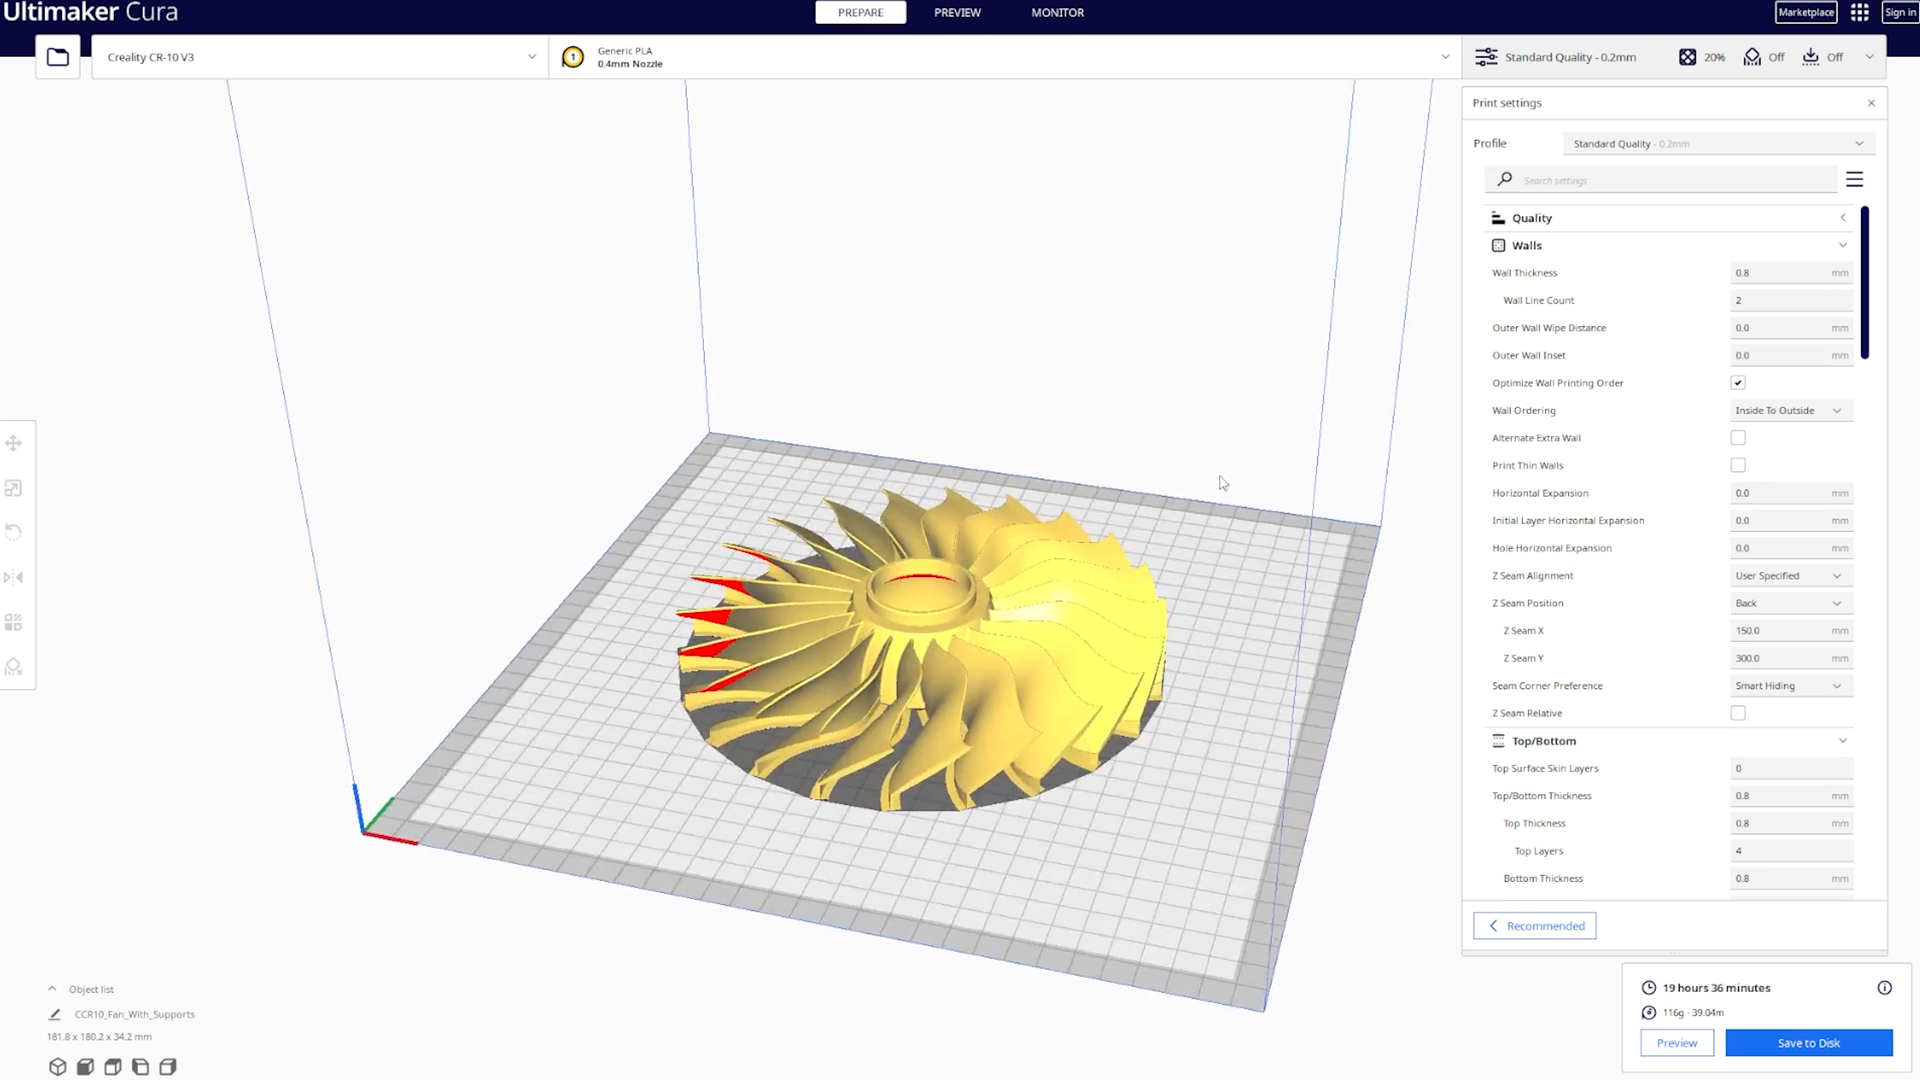 Ultimaker Cura
PREPARE
PREVIEW
MONITOR
Marketplace
Sign in
Creality CR-10 V3
1
Generic PLA
0.4mm Nozzle
Standard Quality - 0.2mm
20%
Off
Off
Print settings
Profile
Standard Quality - 0.2mm
Search settings
Quality
Walls
Wall Thickness 0.8 mm
Wall Line Count 2
Outer Wall Wipe Distance 0.0 mm
Outer Wall Inset 0.0 mm
Optimize Wall Printing Order
Wall Ordering Inside To Outside
Alternate Extra Wall
Print Thin Walls
Horizontal Expansion 0.0 mm
Initial Layer Horizontal Expansion 0.0 mm
Hole Horizontal Expansion 0.0 mm
Z Seam Alignment User Specified
Z Seam Position Back
Z Seam X 150.0 mm
Z Seam Y 300.0 mm
Seam Corner Preference Smart Hiding
Z Seam Relative
Top/Bottom
Top Surface Skin Layers 0
Top/Bottom Thickness 0.8 mm
Top Thickness 0.8 mm
Top Layers 4
Bottom Thickness 0.8 mm
Recommended
Object list
CCR10_Fan_With_Supports
181.8 x 180.2 x 34.2 mm
19 hours 36 minutes
116g · 39.04m
Preview
Save to Disk